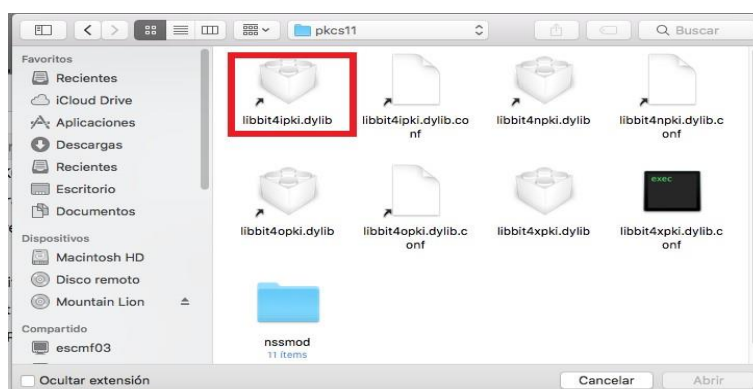 pkcs11
Buscar
Favoritos
Recientes
iCloud Drive
Aplicaciones
Descargas
Recientes
Escritorio
Documentos
Dispositivos
Macintosh HD
Disco remoto
Mountain Lion
Compartido
escmf03
libbit4ipki.dylib
libbit4ipki.dylib.co
nf
libbit4npki.dylib
libbit4npki.dylib.c
onf
exec
libbit4opki.dylib
libbit4opki.dylib.c
onf
libbit4xpki.dylib
libbit4xpki.dylib.c
onf
nssmod
11 ítems
Ocultar extensión
Cancelar
Abrir